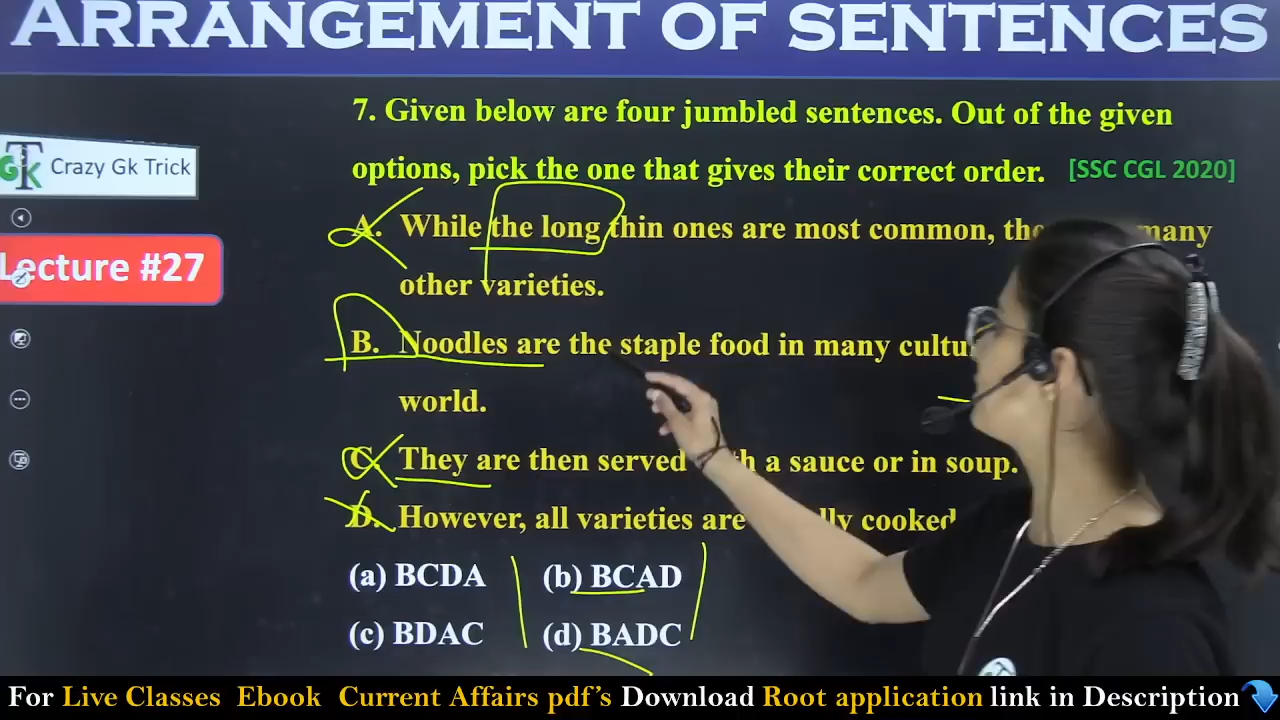 ARRANGEMENT OF SENTENCES
7. Given below are four jumbled sentences. Out of the given
options, pick the one that gives their correct order. [SSC CGL 2020]
GK Crazy Gk Trick
A. While the long thin ones are most common, many
other varieties.
Lecture #27
B. Noodles are the staple food in many
world.
C. They are then served a sauce or in soup.
D. However, all varieties are cooked
(a) BCDA (b) BCAD
(c) BDAC (d) BADC
For Live Classes Ebook Current Affairs pdf's Download Root application link in Description